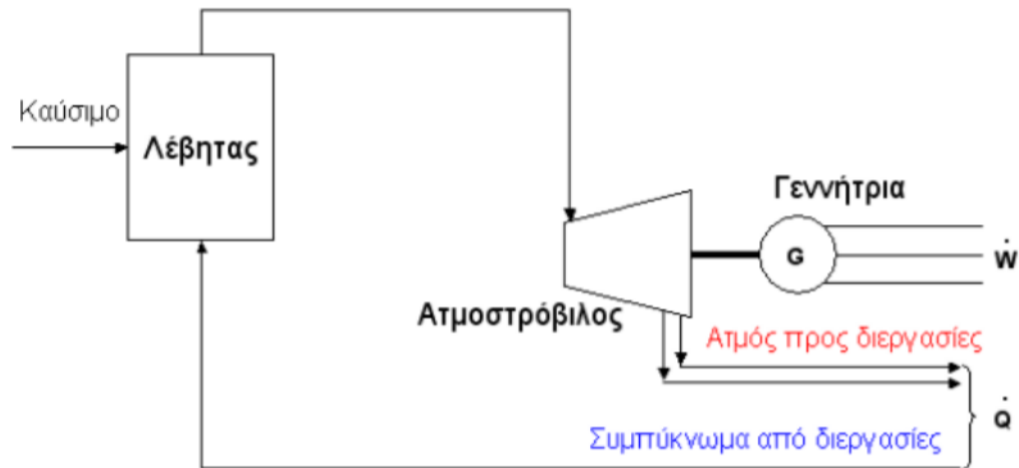 Καύσιμο
Λέβητας
Γεννήτρια
G
Ẇ
Ατμοστρόβιλος
Ατμός προς διεργασίες
Q̇
Συμπύκνωμα από διεργασίες